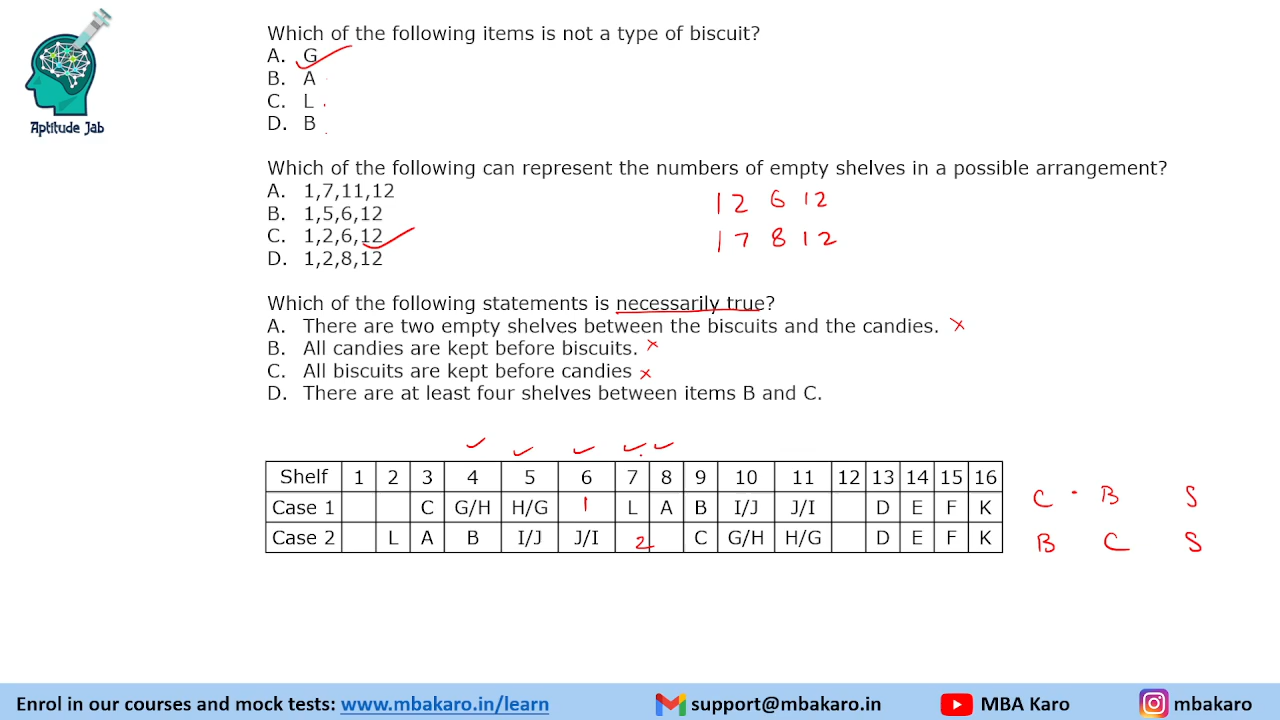 Aptitude Jab
Which of the following items is not a type of biscuit?
A. G
B. A
C. L
D. B
Which of the following can represent the numbers of empty shelves in a possible arrangement?
A. 1,7,11,12
B. 1,5,6,12
C. 1,2,6,12
D. 1,2,8,12
1 2 6 12
1 7 8 12
Which of the following statements is necessarily true?
A. There are two empty shelves between the biscuits and the candies. x
B. All candies are kept before biscuits. x
C. All biscuits are kept before candies x
D. There are at least four shelves between items B and C.
Shelf 1 2 3 4 5 6 7 8 9 10 11 12 13 14 15 16
Case 1 C G/H H/G 1 L A B I/J J/I D E F K C B S
Case 2 L A B I/J J/I 2 C G/H H/G D E F K B C S
Enrol in our courses and mock tests: www.mbakaro.in/learn support@mbakaro.in MBA Karo mbakaro